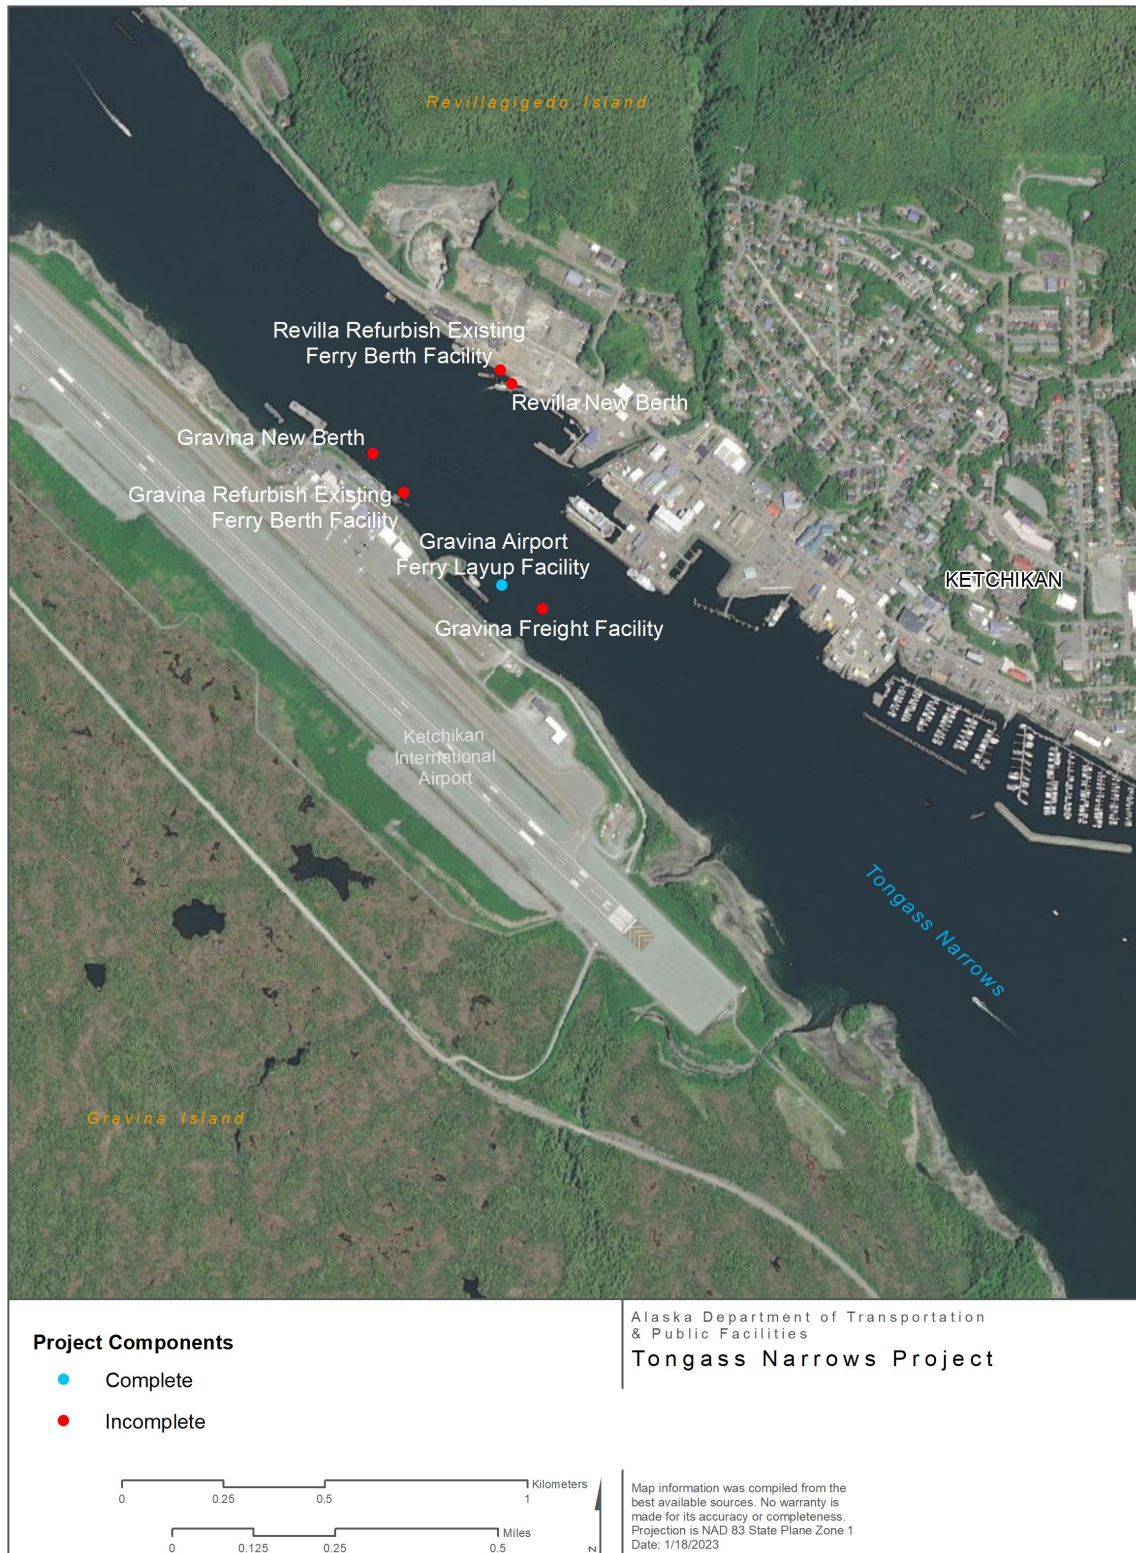 Revillagigedo Island
Revilla Refurbish Existing
Ferry Berth Facility
Revilla New Berth
Gravina New Berth
Gravina Refurbish Existing
Ferry Berth Facility
Gravina Airport
Ferry Layup Facility
KETCHIKAN
Gravina Freight Facility
Ketchikan
International
Airport
Tongass Narrows
Gravina Island
Project Components
Complete
Incomplete
Kilometers
0 0.25 0.5 1
Miles
0 0.125 0.25 0.5
N
Alaska Department of Transportation
& Public Facilities
Tongass Narrows Project
Map information was compiled from the
best available sources. No warranty is
made for its accuracy or completeness.
Projection is NAD 83 State Plane Zone 1
Date: 1/18/2023